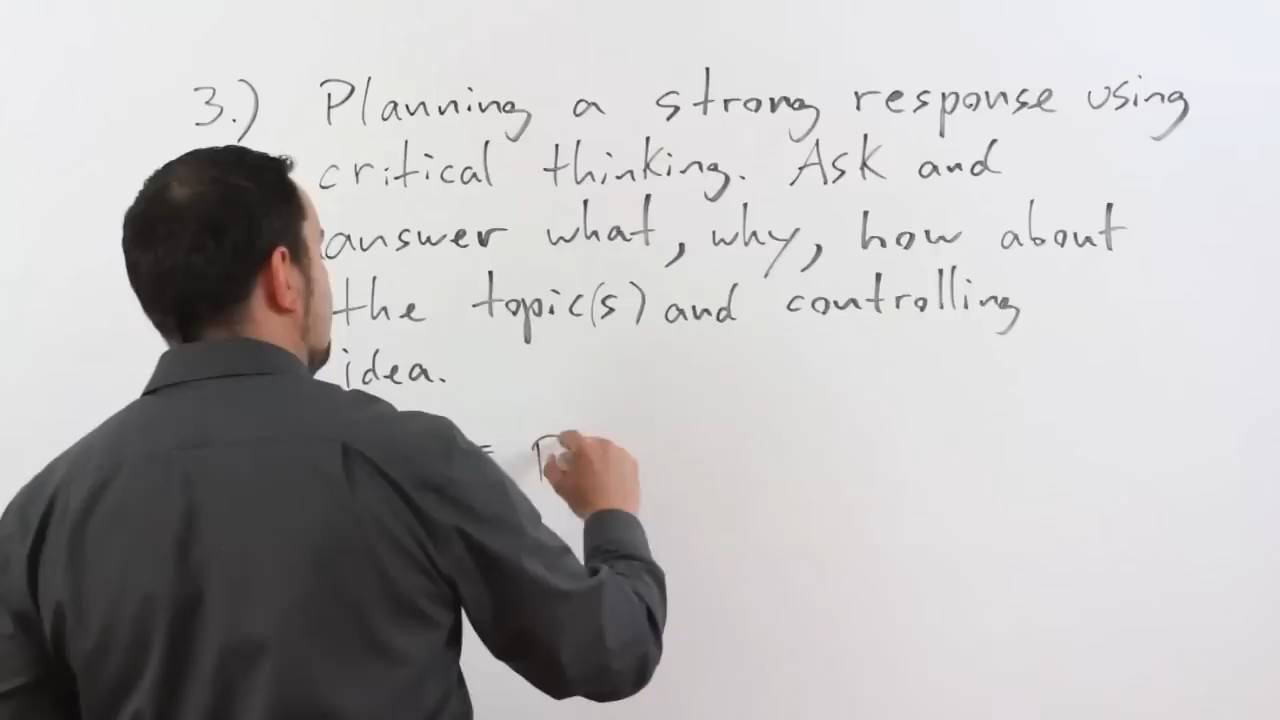 3.) Planning a strong response using
critical thinking. Ask and
answer what, why, how about
the topic(s) and controlling
idea.
=